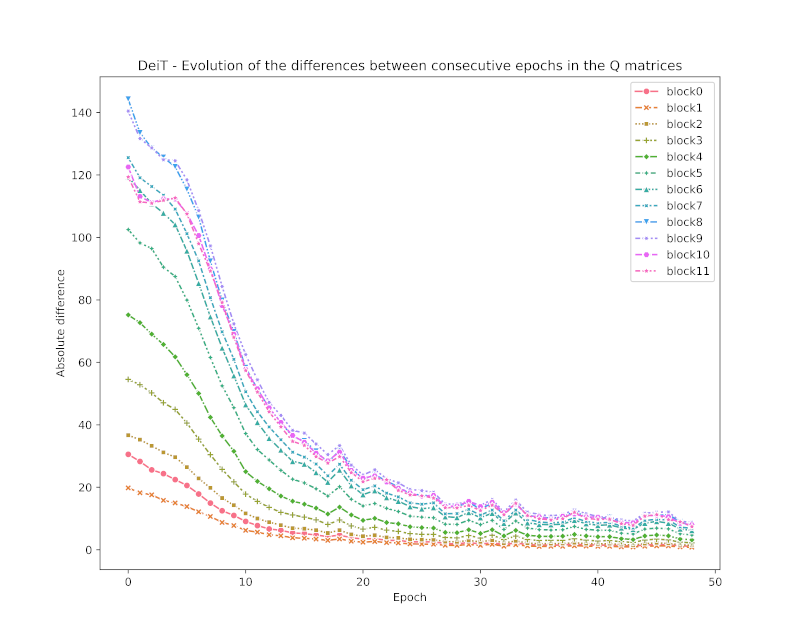 DeiT - Evolution of the differences between consecutive epochs in the Q matrices
140
120
100
80
60
40
20
0
Absolute difference
0 10 20 30 40 50
Epoch
block0
block1
block2
block3
block4
block5
block6
block7
block8
block9
block10
block11